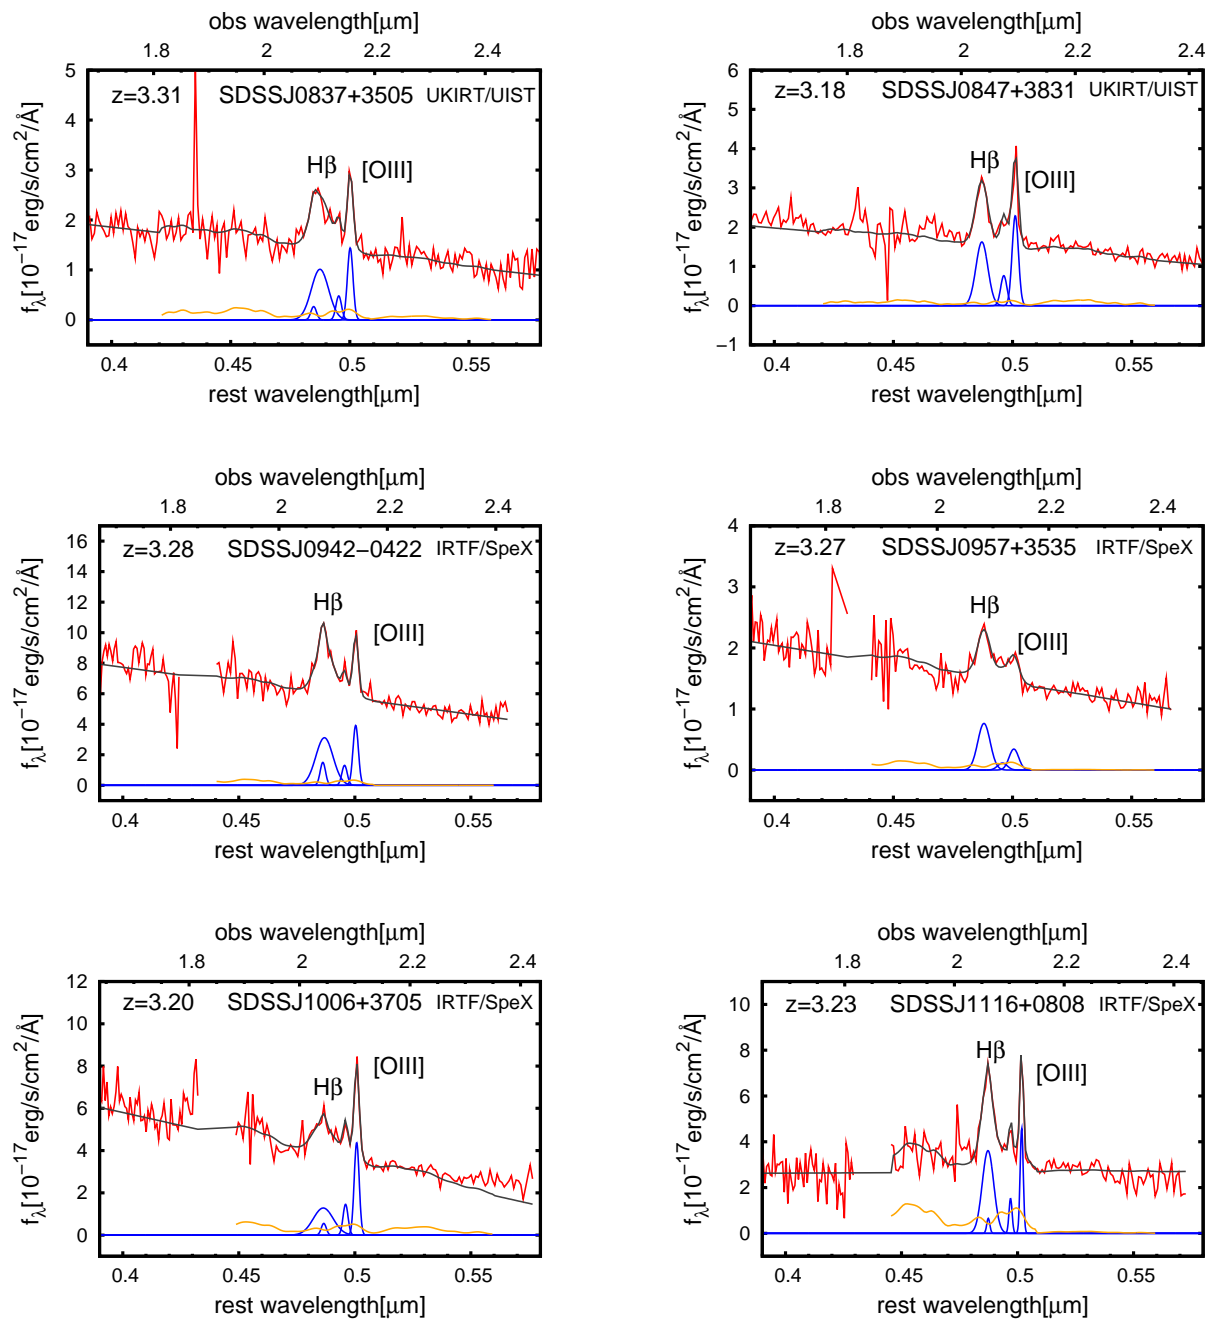 obs wavelength[μm]
1.8 2 2.2 2.4
z=3.31 SDSSJ0837+3505 UKIRT/UIST
Hβ [OIII]
5
4
3
2
1
0
f_λ[10^−17 erg/s/cm^2/Å]
0.4 0.45 0.5 0.55
rest wavelength[μm]
obs wavelength[μm]
1.8 2 2.2 2.4
z=3.18 SDSSJ0847+3831 UKIRT/UIST
Hβ [OIII]
6
5
4
3
2
1
0
−1
f_λ[10^−17 erg/s/cm^2/Å]
0.4 0.45 0.5 0.55
rest wavelength[μm]
obs wavelength[μm]
1.8 2 2.2 2.4
z=3.28 SDSSJ0942−0422 IRTF/SpeX
Hβ [OIII]
16
14
12
10
8
6
4
2
0
f_λ[10^−17 erg/s/cm^2/Å]
0.4 0.45 0.5 0.55
rest wavelength[μm]
obs wavelength[μm]
1.8 2 2.2 2.4
z=3.27 SDSSJ0957+3535 IRTF/SpeX
Hβ [OIII]
4
3
2
1
0
f_λ[10^−17 erg/s/cm^2/Å]
0.4 0.45 0.5 0.55
rest wavelength[μm]
obs wavelength[μm]
1.8 2 2.2 2.4
z=3.20 SDSSJ1006+3705 IRTF/SpeX
Hβ [OIII]
12
10
8
6
4
2
0
f_λ[10^−17 erg/s/cm^2/Å]
0.4 0.45 0.5 0.55
rest wavelength[μm]
obs wavelength[μm]
1.8 2 2.2 2.4
z=3.23 SDSSJ1116+0808 IRTF/SpeX
Hβ [OIII]
10
8
6
4
2
0
f_λ[10^−17 erg/s/cm^2/Å]
0.4 0.45 0.5 0.55
rest wavelength[μm]